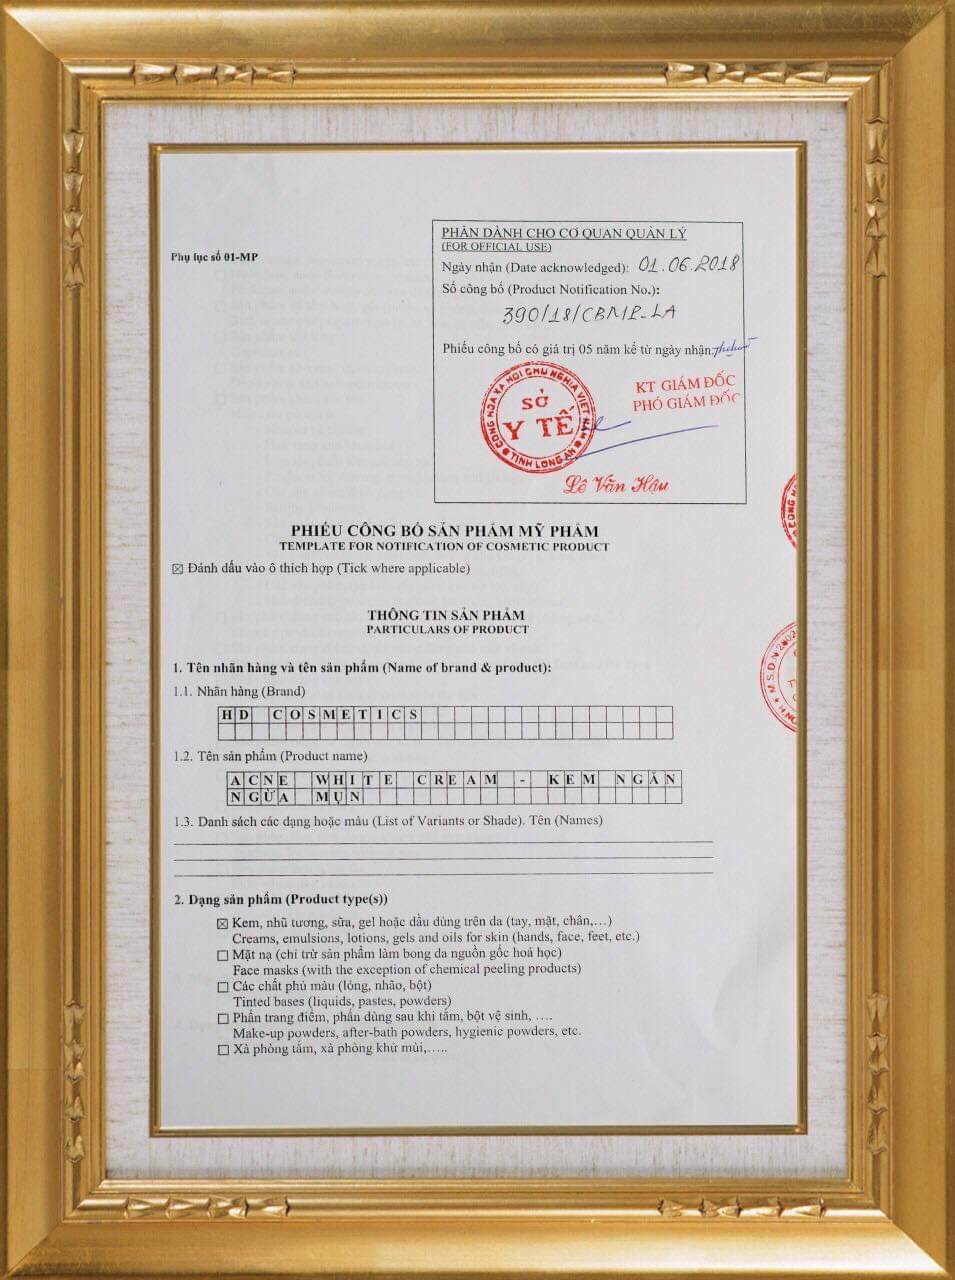 Phụ lục số 01-MP
PHẦN DÀNH CHO CƠ QUAN QUẢN LÝ
(FOR OFFICIAL USE)
Ngày nhận (Date acknowledged): 01.06.2018
Số công bố (Product Notification No.):
390/18/CBMP-LA
Phiếu công bố có giá trị 05 năm kể từ ngày nhận
CỘNG HÒA XÃ HỘI CHỦ NGHĨA VIỆT NAM
SỞ
Y TẾ
TỈNH LONG AN
KT GIÁM ĐỐC
PHÓ GIÁM ĐỐC
Lê Văn Hậu
CỘNG HÒA
M.S.D.N:
PHIẾU CÔNG BỐ SẢN PHẨM MỸ PHẨM
TEMPLATE FOR NOTIFICATION OF COSMETIC PRODUCT
Đánh dấu vào ô thích hợp (Tick where applicable)
THÔNG TIN SẢN PHẨM
PARTICULARS OF PRODUCT
1. Tên nhãn hàng và tên sản phẩm (Name of brand & product):
1.1. Nhãn hàng (Brand)
HD COSMETICS
1.2. Tên sản phẩm (Product name)
ACNE WHITE CREAM - KEM NGĂN
NGỪA MỤN
1.3. Danh sách các dạng hoặc màu (List of Variants or Shade). Tên (Names)
2. Dạng sản phẩm (Product type(s))
Kem, nhũ tương, sữa, gel hoặc dầu dùng trên da (tay, mặt, chân,…)
Creams, emulsions, lotions, gels and oils for skin (hands, face, feet, etc.)
Mặt nạ (chỉ trừ sản phẩm làm bong da nguồn gốc hoá học)
Face masks (with the exception of chemical peeling products)
Các chất phủ màu (lỏng, nhão, bột)
Tinted bases (liquids, pastes, powders)
Phấn trang điểm, phấn dùng sau khi tắm, bột vệ sinh, ….
Make-up powders, after-bath powders, hygienic powders, etc.
Xà phòng tắm, xà phòng khử mùi,…..